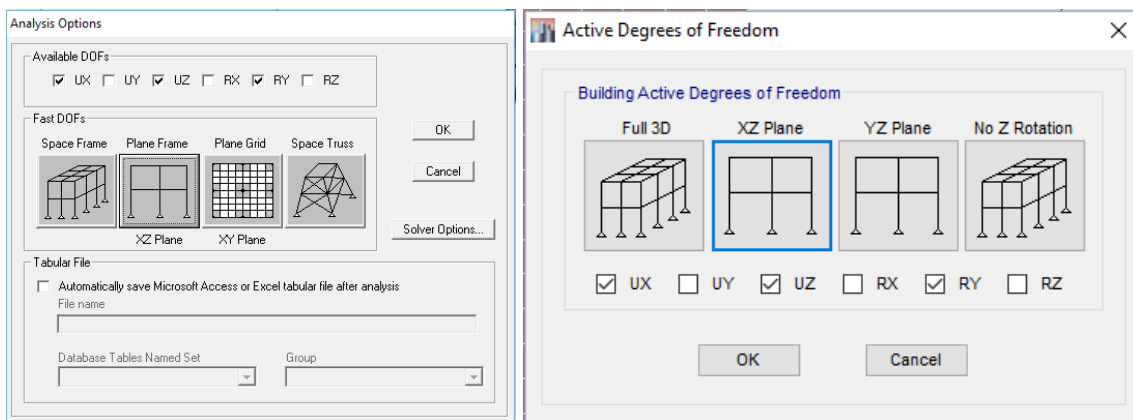 Analysis Options
Available DOFs
UX UY UZ RX RY RZ
Fast DOFs
Space Frame Plane Frame Plane Grid Space Truss
XZ Plane XY Plane
OK
Cancel
Solver Options...
Tabular File
Automatically save Microsoft Access or Excel tabular file after analysis
File name
Database Tables Named Set Group
Active Degrees of Freedom
Building Active Degrees of Freedom
Full 3D XZ Plane YZ Plane No Z Rotation
UX UY UZ RX RY RZ
OK Cancel